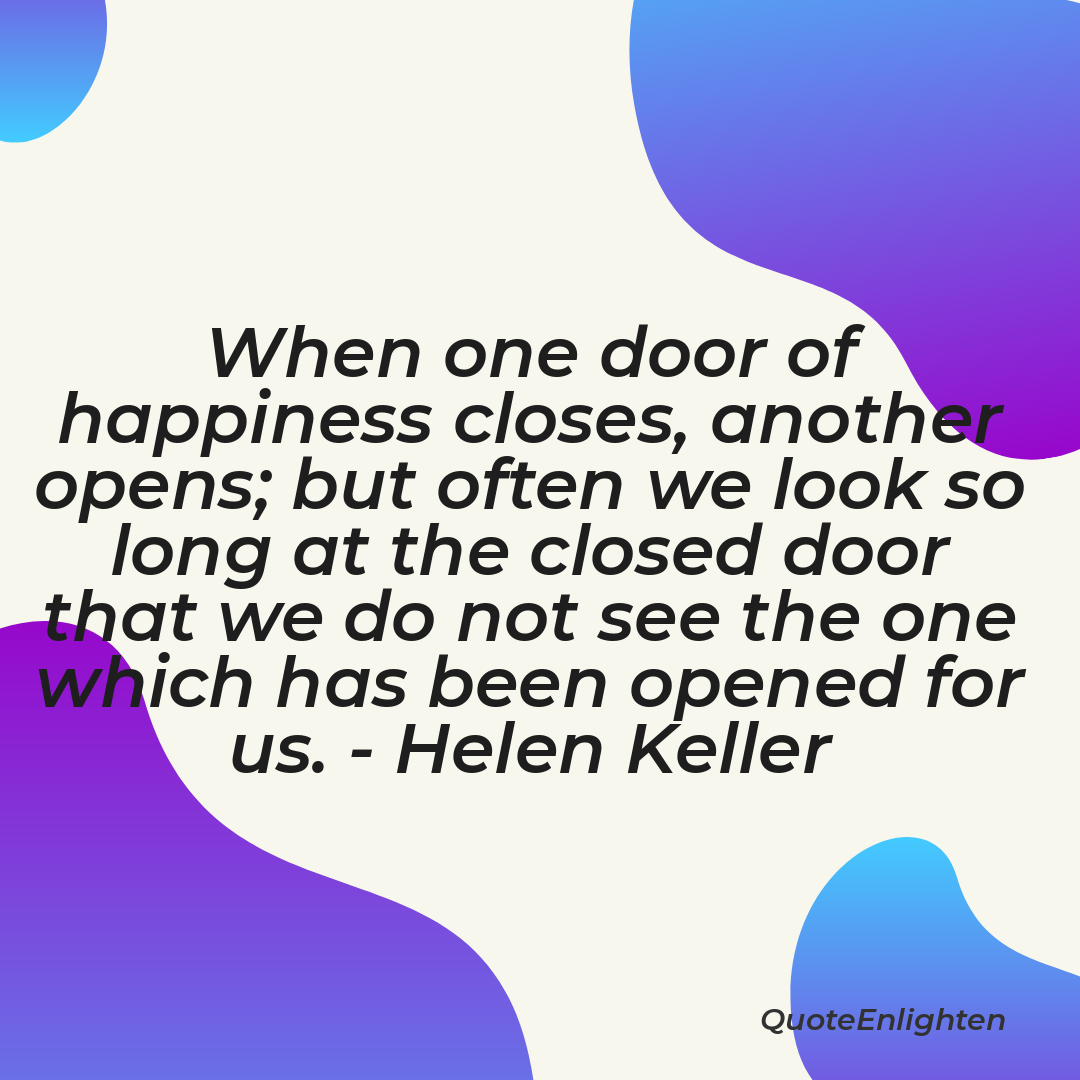 When one door of
happiness closes, another
opens; but often we look so
long at the closed door
that we do not see the one
which has been opened for
us. - Helen Keller
QuoteEnlighten